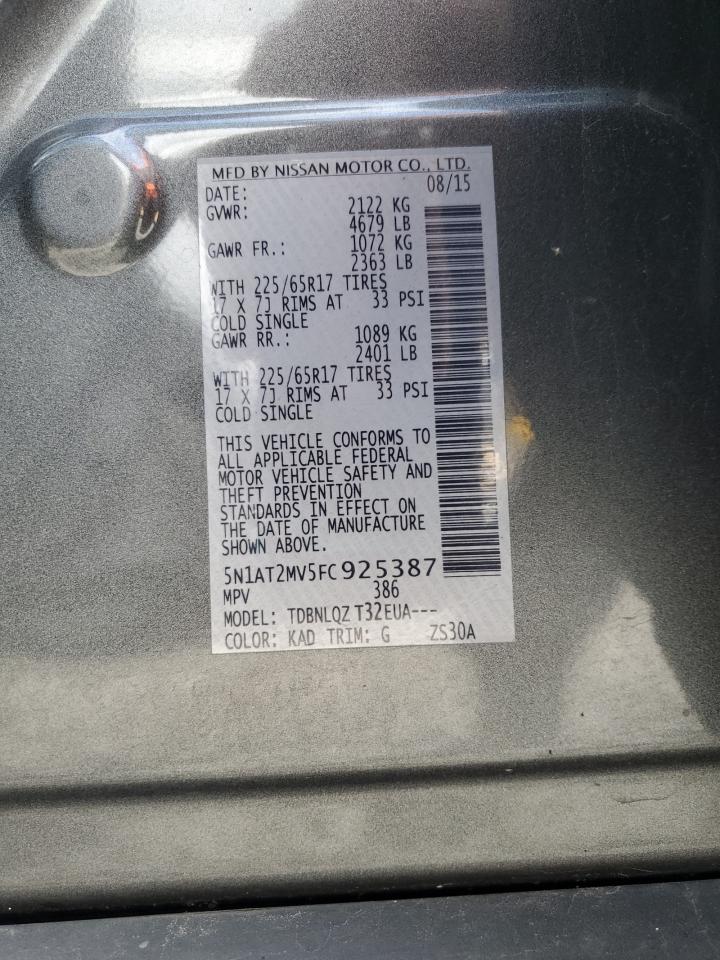 MFD BY NISSAN MOTOR CO., LTD.
DATE: 08/15
GVWR: 2122 KG
4679 LB
GAWR FR.: 1072 KG
2363 LB
WITH 225/65R17 TIRES
17 X 7J RIMS AT 33 PSI
COLD SINGLE
GAWR RR.: 1089 KG
2401 LB
WITH 225/65R17 TIRES
17 X 7J RIMS AT 33 PSI
COLD SINGLE
THIS VEHICLE CONFORMS TO
ALL APPLICABLE FEDERAL
MOTOR VEHICLE SAFETY AND
THEFT PREVENTION
STANDARDS IN EFFECT ON
THE DATE OF MANUFACTURE
SHOWN ABOVE.
5N1AT2MV5FC925387
MPV 386
MODEL: TDBNLQZ T32EUA---
COLOR: KAD TRIM: G ZS30A